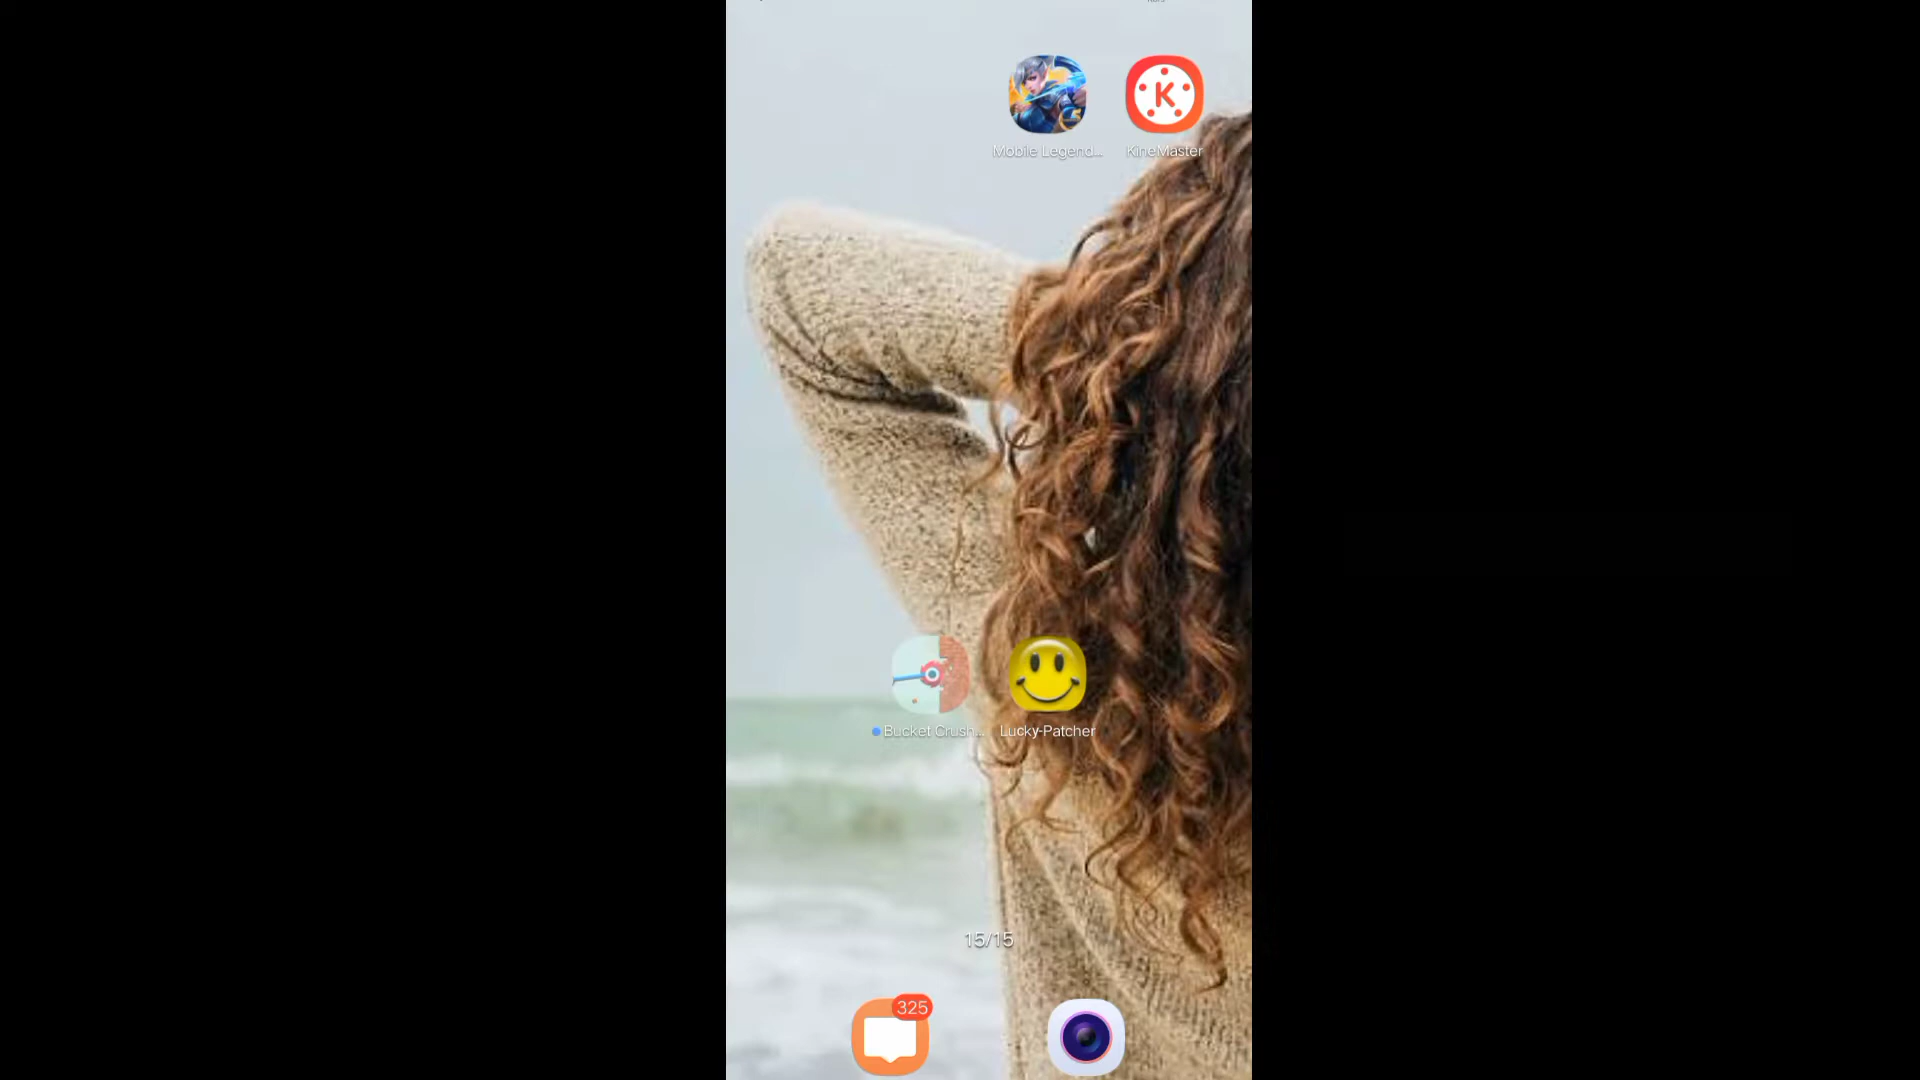 Mobile Legend... KineMaster
K
Bucket Crush... Lucky Patcher
15/15
325